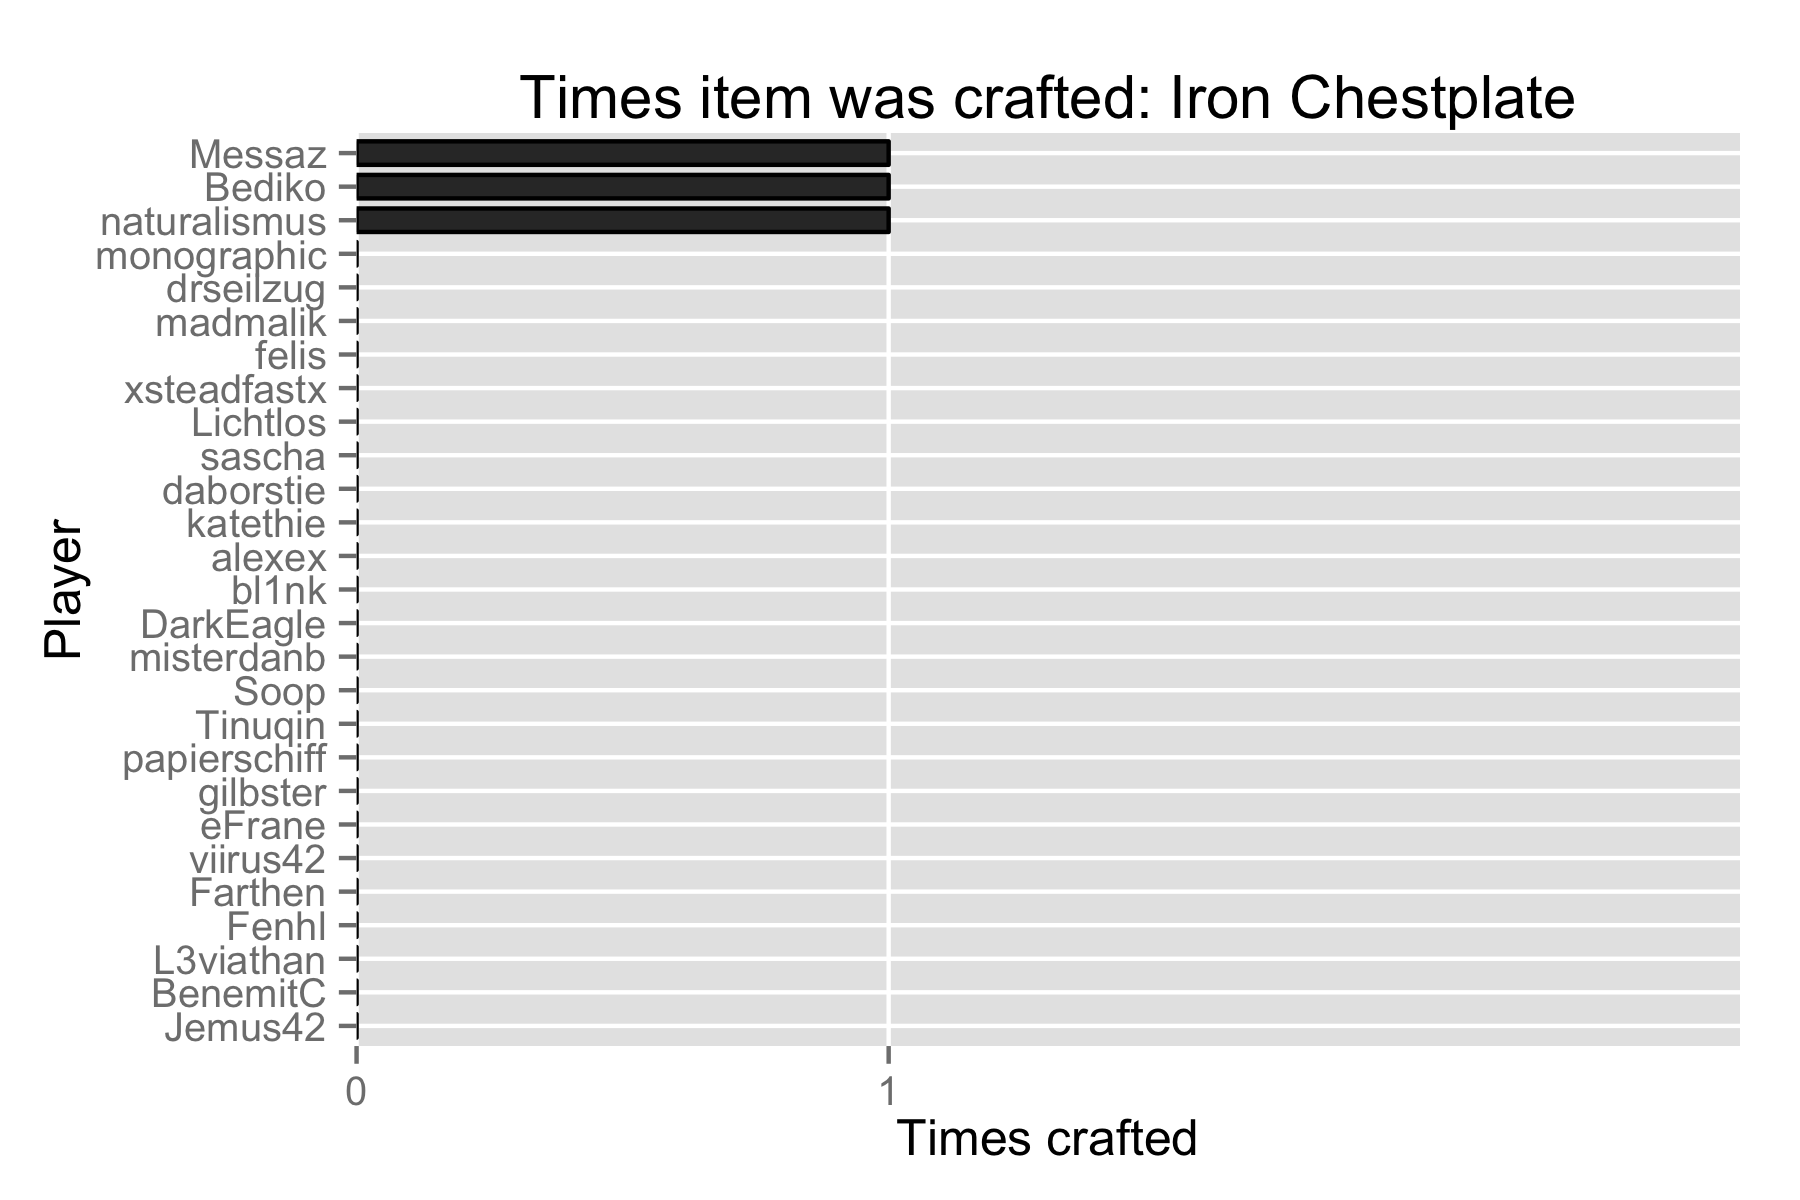 Times item was crafted: Iron Chestplate
Messaz
Bediko
naturalismus
monographic
drseilzug
madmalik
felis
xsteadfastx
Lichtlos
sascha
daborstie
katethie
alexex
bl1nk
DarkEagle
misterdanb
Soop
Tinuqin
papierschiff
gilbster
eFrane
viirus42
Farthen
Fenhl
L3viathan
BenemitC
Jemus42
Player
0 1
Times crafted